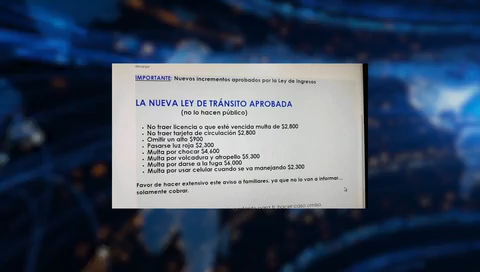 IMPORTANTE: Nuevos incrementos aprobados por la Ley de Ingresos
LA NUEVA LEY DE TRÁNSITO APROBADA
(no lo hacen público)
• No traer licencia o que esté vencida multa de $2,800
• No traer tarjeta de circulación $2,800
• Omitir un alto $900
• Pasarse luz roja $2,300
• Multa por chocar $4,600
• Multa por volcadura y atropello $5,300
• Multa por darse a la fuga $6,000
• Multa por usar celular cuando se va manejando $2,300
Favor de hacer extensivo este aviso a familiares, ya que no lo van a informar...
solamente cobrar.